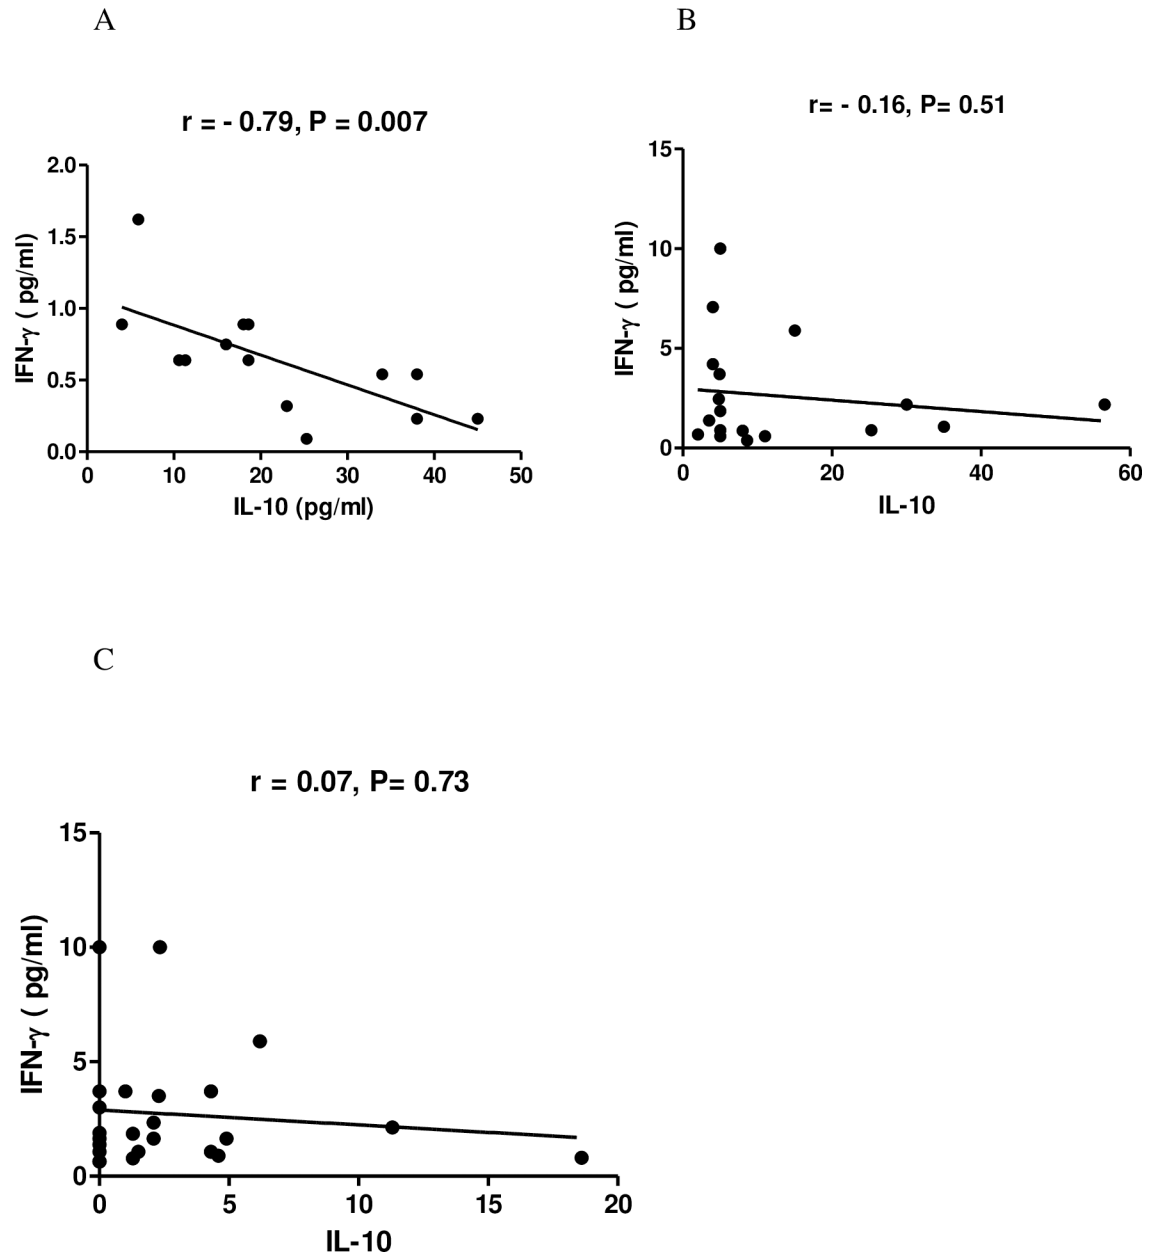 A
r = - 0.79, P = 0.007
2.0
1.5
1.0
0.5
0.0
IFN-γ ( pg/ml)
0 10 20 30 40 50
IL-10 (pg/ml)
B
r= - 0.16, P= 0.51
15
10
5
0
IFN-γ ( pg/ml)
0 20 40 60
IL-10
C
r = 0.07, P= 0.73
15
10
5
0
IFN-γ ( pg/ml)
0 5 10 15 20
IL-10